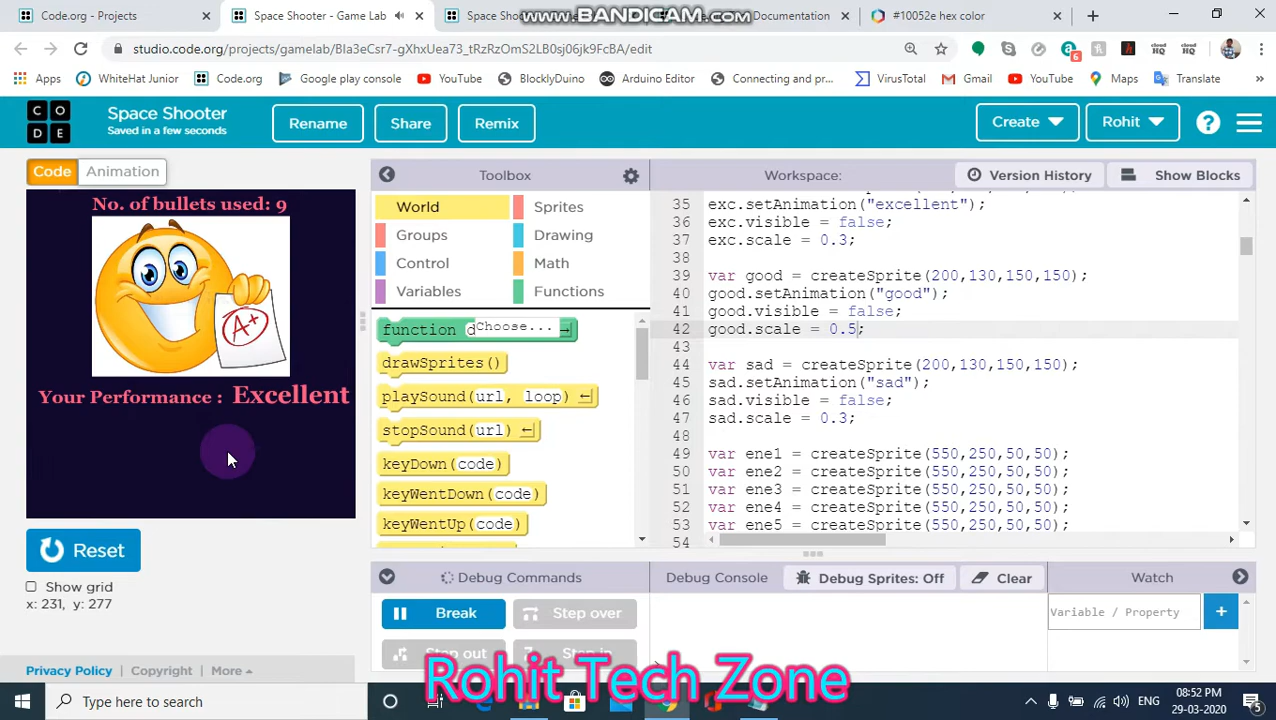 Code.org - Projects
Space Shooter - Game Lab
Space Shoo
Documentation
#10052e hex color
www.BANDICAM.com
studio.code.org/projects/gamelab/BIa3eCsr7-gXhxUea73_tRzRzOmS2LB0sj06jk9FcBA/edit
Apps
WhiteHat Junior
Code.org
Google play console
YouTube
BlocklyDuino
Arduino Editor
Connecting and pr...
VirusTotal
Gmail
YouTube
Maps
Translate
CODE
Space Shooter
Saved in a few seconds
Rename
Share
Remix
Create
Rohit
Code
Animation
Toolbox
Workspace:
Version History
Show Blocks
No. of bullets used: 9
A+
Your Performance : Excellent
World
Sprites
Groups
Drawing
Control
Math
Variables
Functions
function d Choose...
drawSprites()
playSound(url, loop)
stopSound(url)
keyDown(code)
keyWentDown(code)
keyWentUp(code)
35
36 exc.setAnimation("excellent");
exc.visible = false;
37 exc.scale = 0.3;
38
39 var good = createSprite(200,130,150,150);
40 good.setAnimation("good");
41 good.visible = false;
42 good.scale = 0.5;
43
44 var sad = createSprite(200,130,150,150);
45 sad.setAnimation("sad");
46 sad.visible = false;
47 sad.scale = 0.3;
48
49 var ene1 = createSprite(550,250,50,50);
50 var ene2 = createSprite(550,250,50,50);
51 var ene3 = createSprite(550,250,50,50);
52 var ene4 = createSprite(550,250,50,50);
53 var ene5 = createSprite(550,250,50,50);
54
Reset
Show grid
x: 231, y: 277
Debug Commands
Debug Console
Debug Sprites: Off
Clear
Watch
Break
Step over
Step out
Step in
Variable / Property
Privacy Policy
Copyright
More
Rohit Tech Zone
Type here to search
ENG
08:52 PM
29-03-2020
5